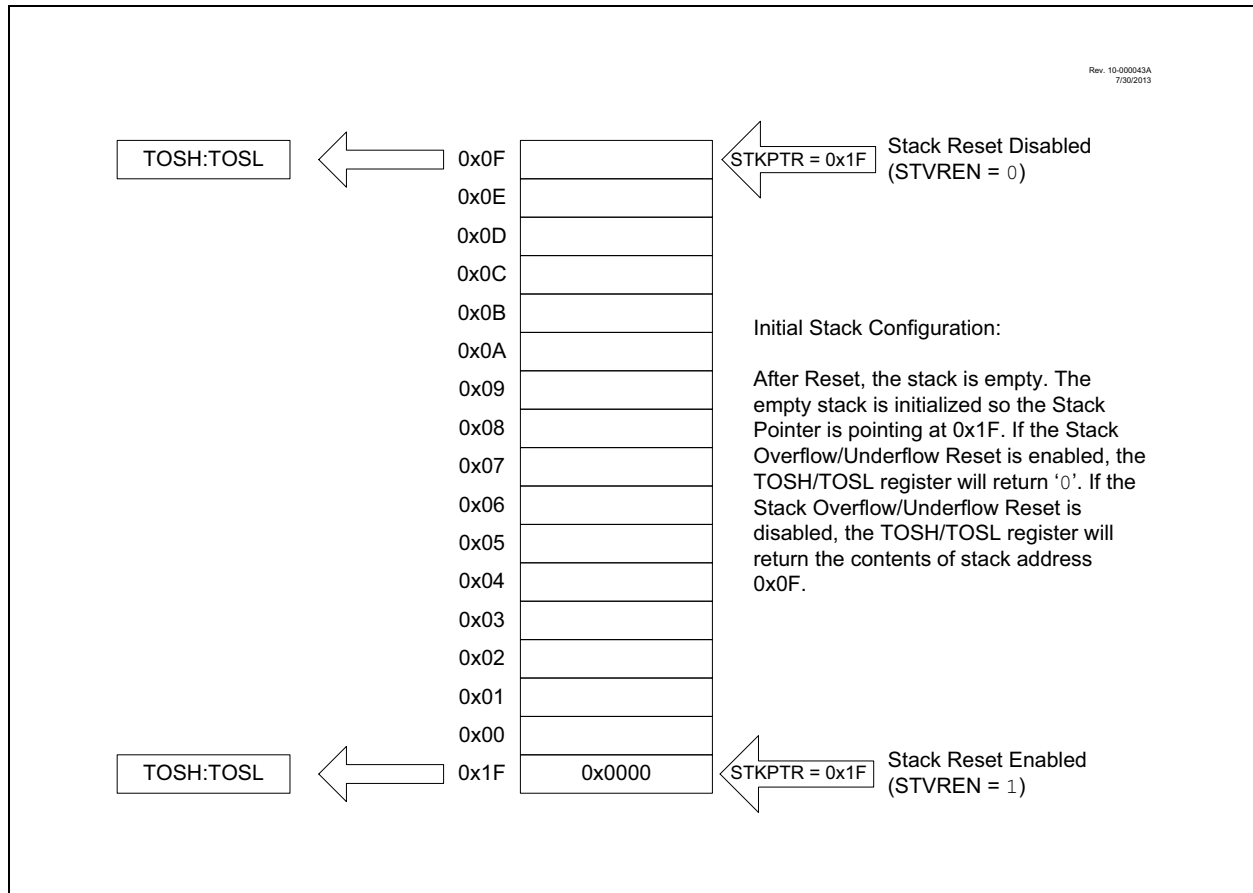 Rev. 10-000043A
7/30/2013
TOSH:TOSL
0x0F
STKPTR = 0x1F
Stack Reset Disabled
(STVREN = 0)
0x0E
0x0D
0x0C
0x0B
0x0A
0x09
0x08
0x07
0x06
0x05
0x04
0x03
0x02
0x01
0x00
Initial Stack Configuration:
After Reset, the stack is empty. The
empty stack is initialized so the Stack
Pointer is pointing at 0x1F. If the Stack
Overflow/Underflow Reset is enabled, the
TOSH/TOSL register will return ‘0’. If the
Stack Overflow/Underflow Reset is
disabled, the TOSH/TOSL register will
return the contents of stack address
0x0F.
TOSH:TOSL
0x1F
0x0000
STKPTR = 0x1F
Stack Reset Enabled
(STVREN = 1)